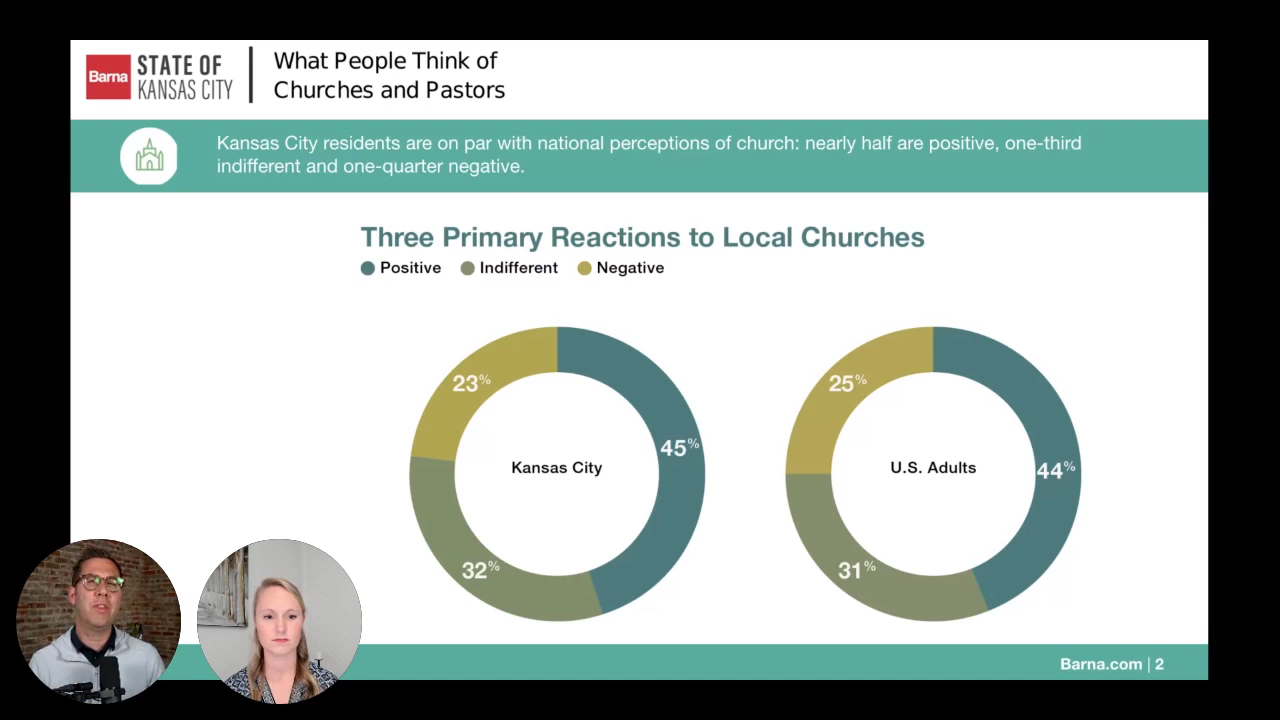 Barna
STATE OF
KANSAS CITY
What People Think of
Churches and Pastors
Kansas City residents are on par with national perceptions of church: nearly half are positive, one-third
indifferent and one-quarter negative.
Three Primary Reactions to Local Churches
Positive Indifferent Negative
23%
45%
Kansas City
32%
25%
44%
U.S. Adults
31%
Barna.com | 2